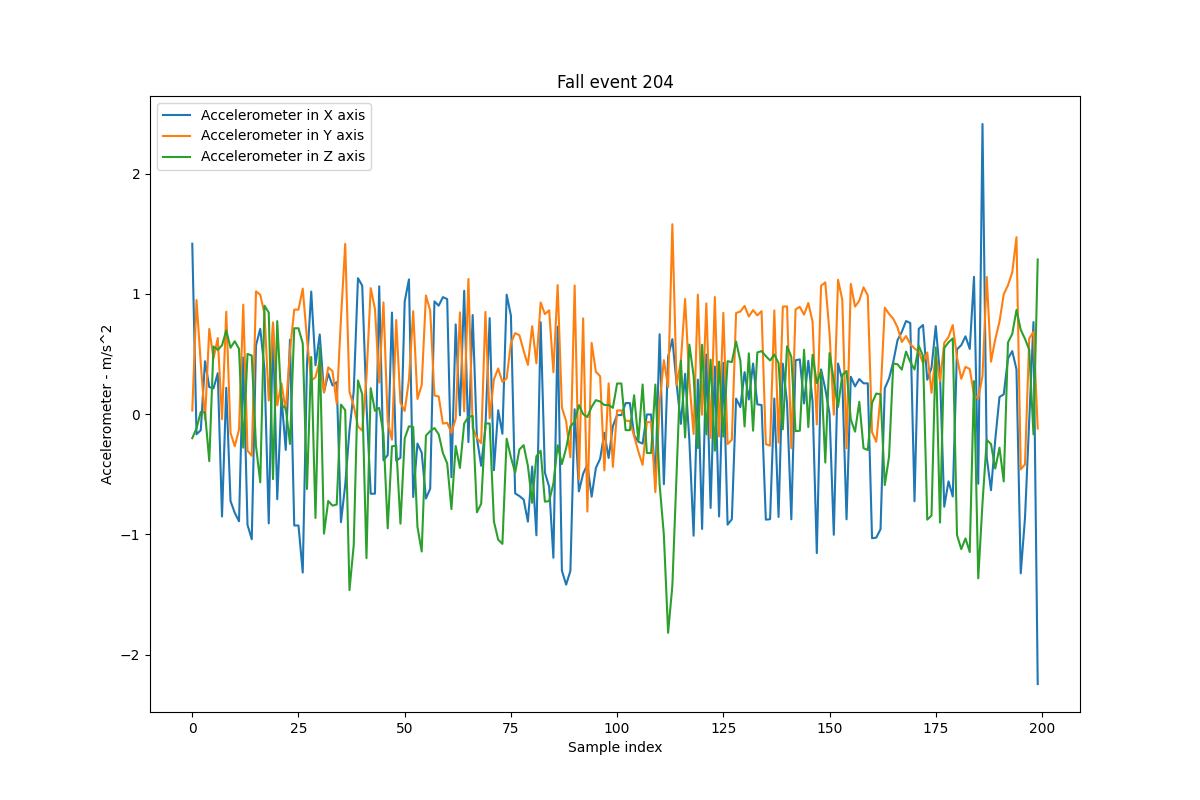 Fall event 204
Accelerometer in X axis
Accelerometer in Y axis
Accelerometer in Z axis
Accelerometer - m/s^2
2
1
0
−1
−2
0 25 50 75 100 125 150 175 200
Sample index